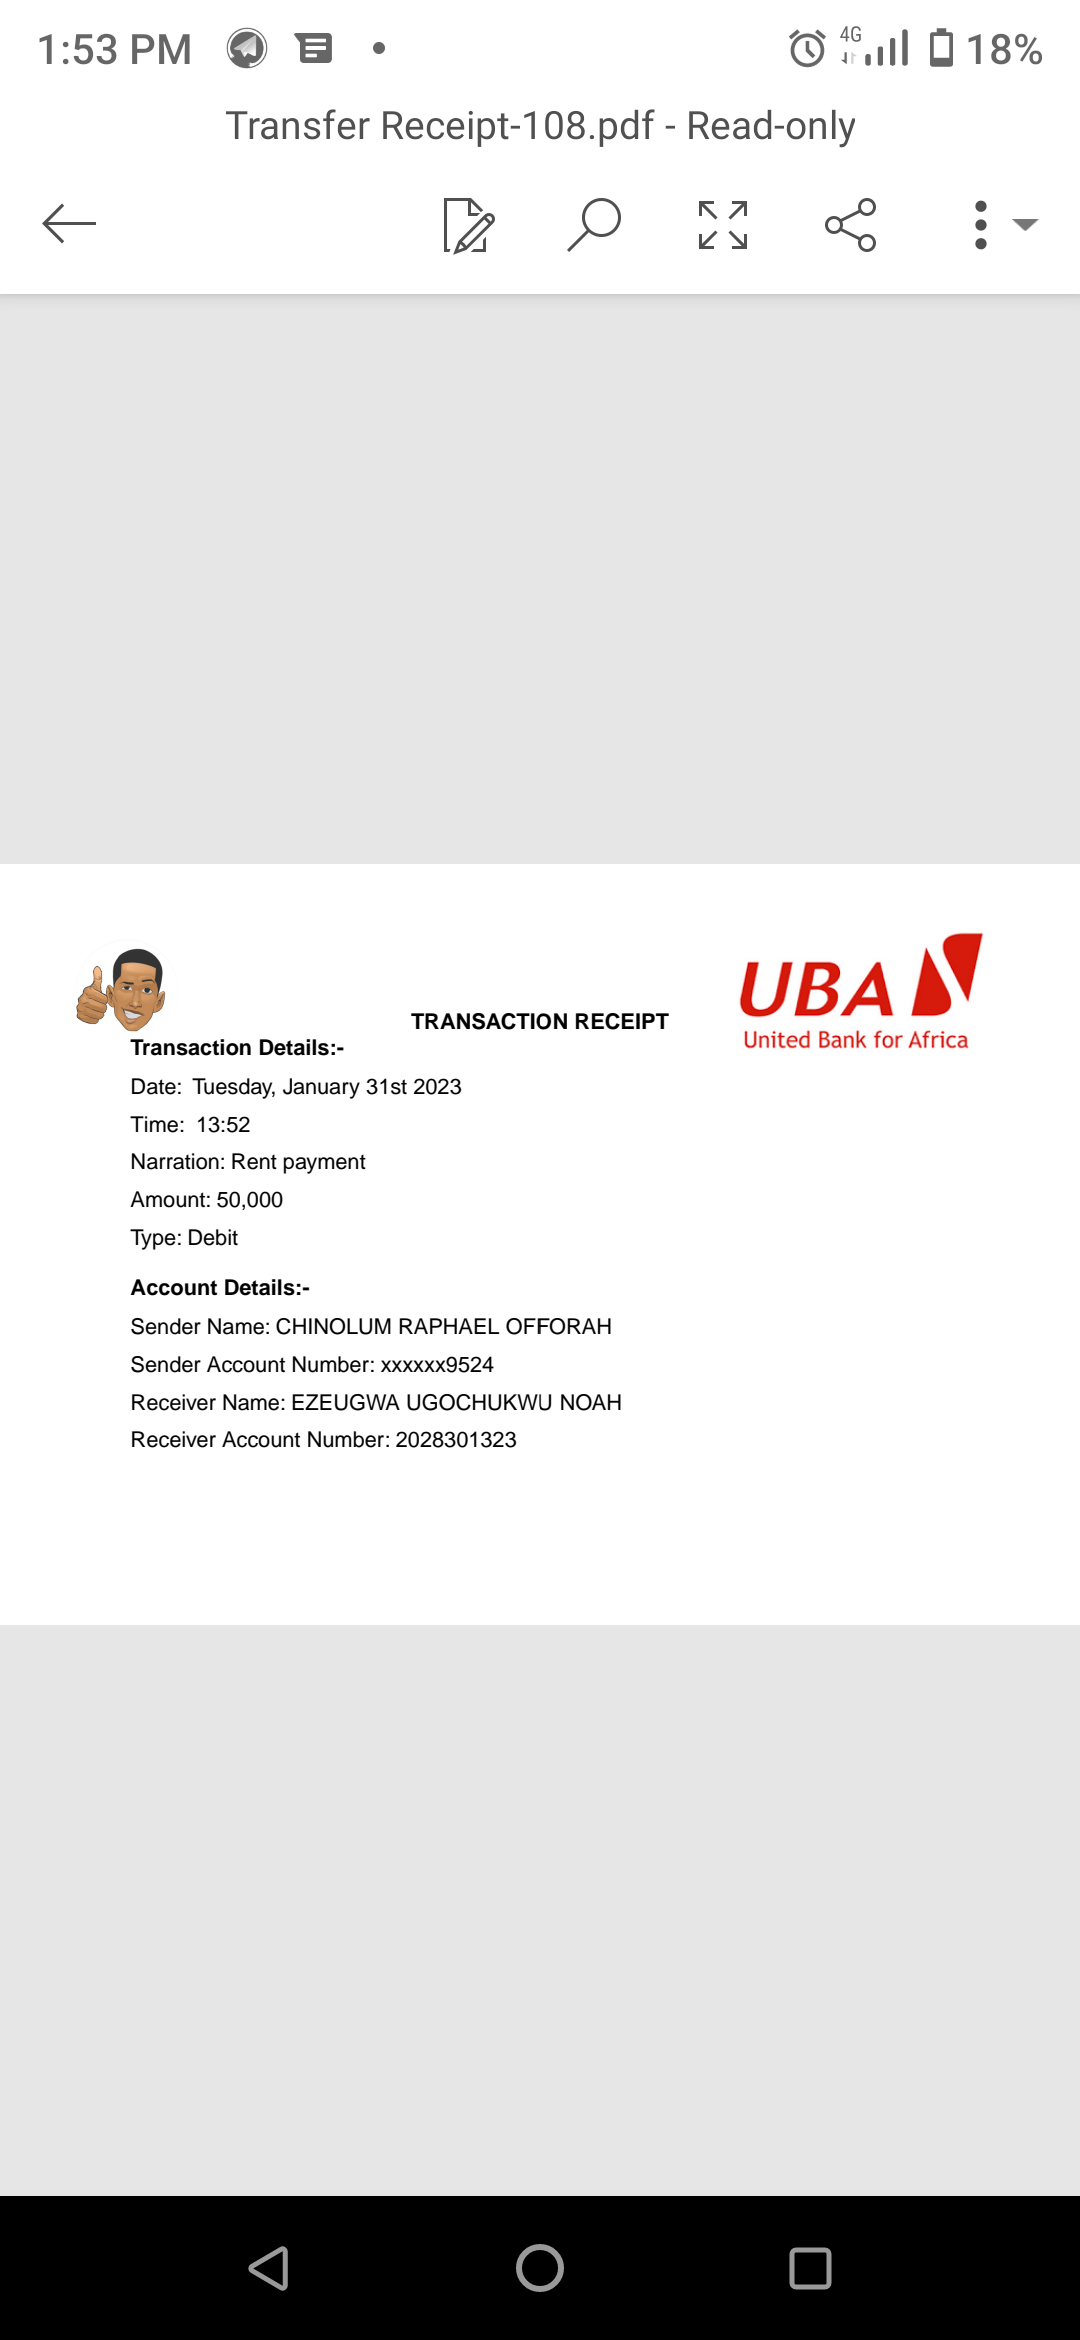 1:53 PM
4G
18%
Transfer Receipt-108.pdf - Read-only
UBA
United Bank for Africa
TRANSACTION RECEIPT
Transaction Details:-
Date: Tuesday, January 31st 2023
Time: 13:52
Narration: Rent payment
Amount: 50,000
Type: Debit
Account Details:-
Sender Name: CHINOLUM RAPHAEL OFFORAH
Sender Account Number: xxxxxx9524
Receiver Name: EZEUGWA UGOCHUKWU NOAH
Receiver Account Number: 2028301323